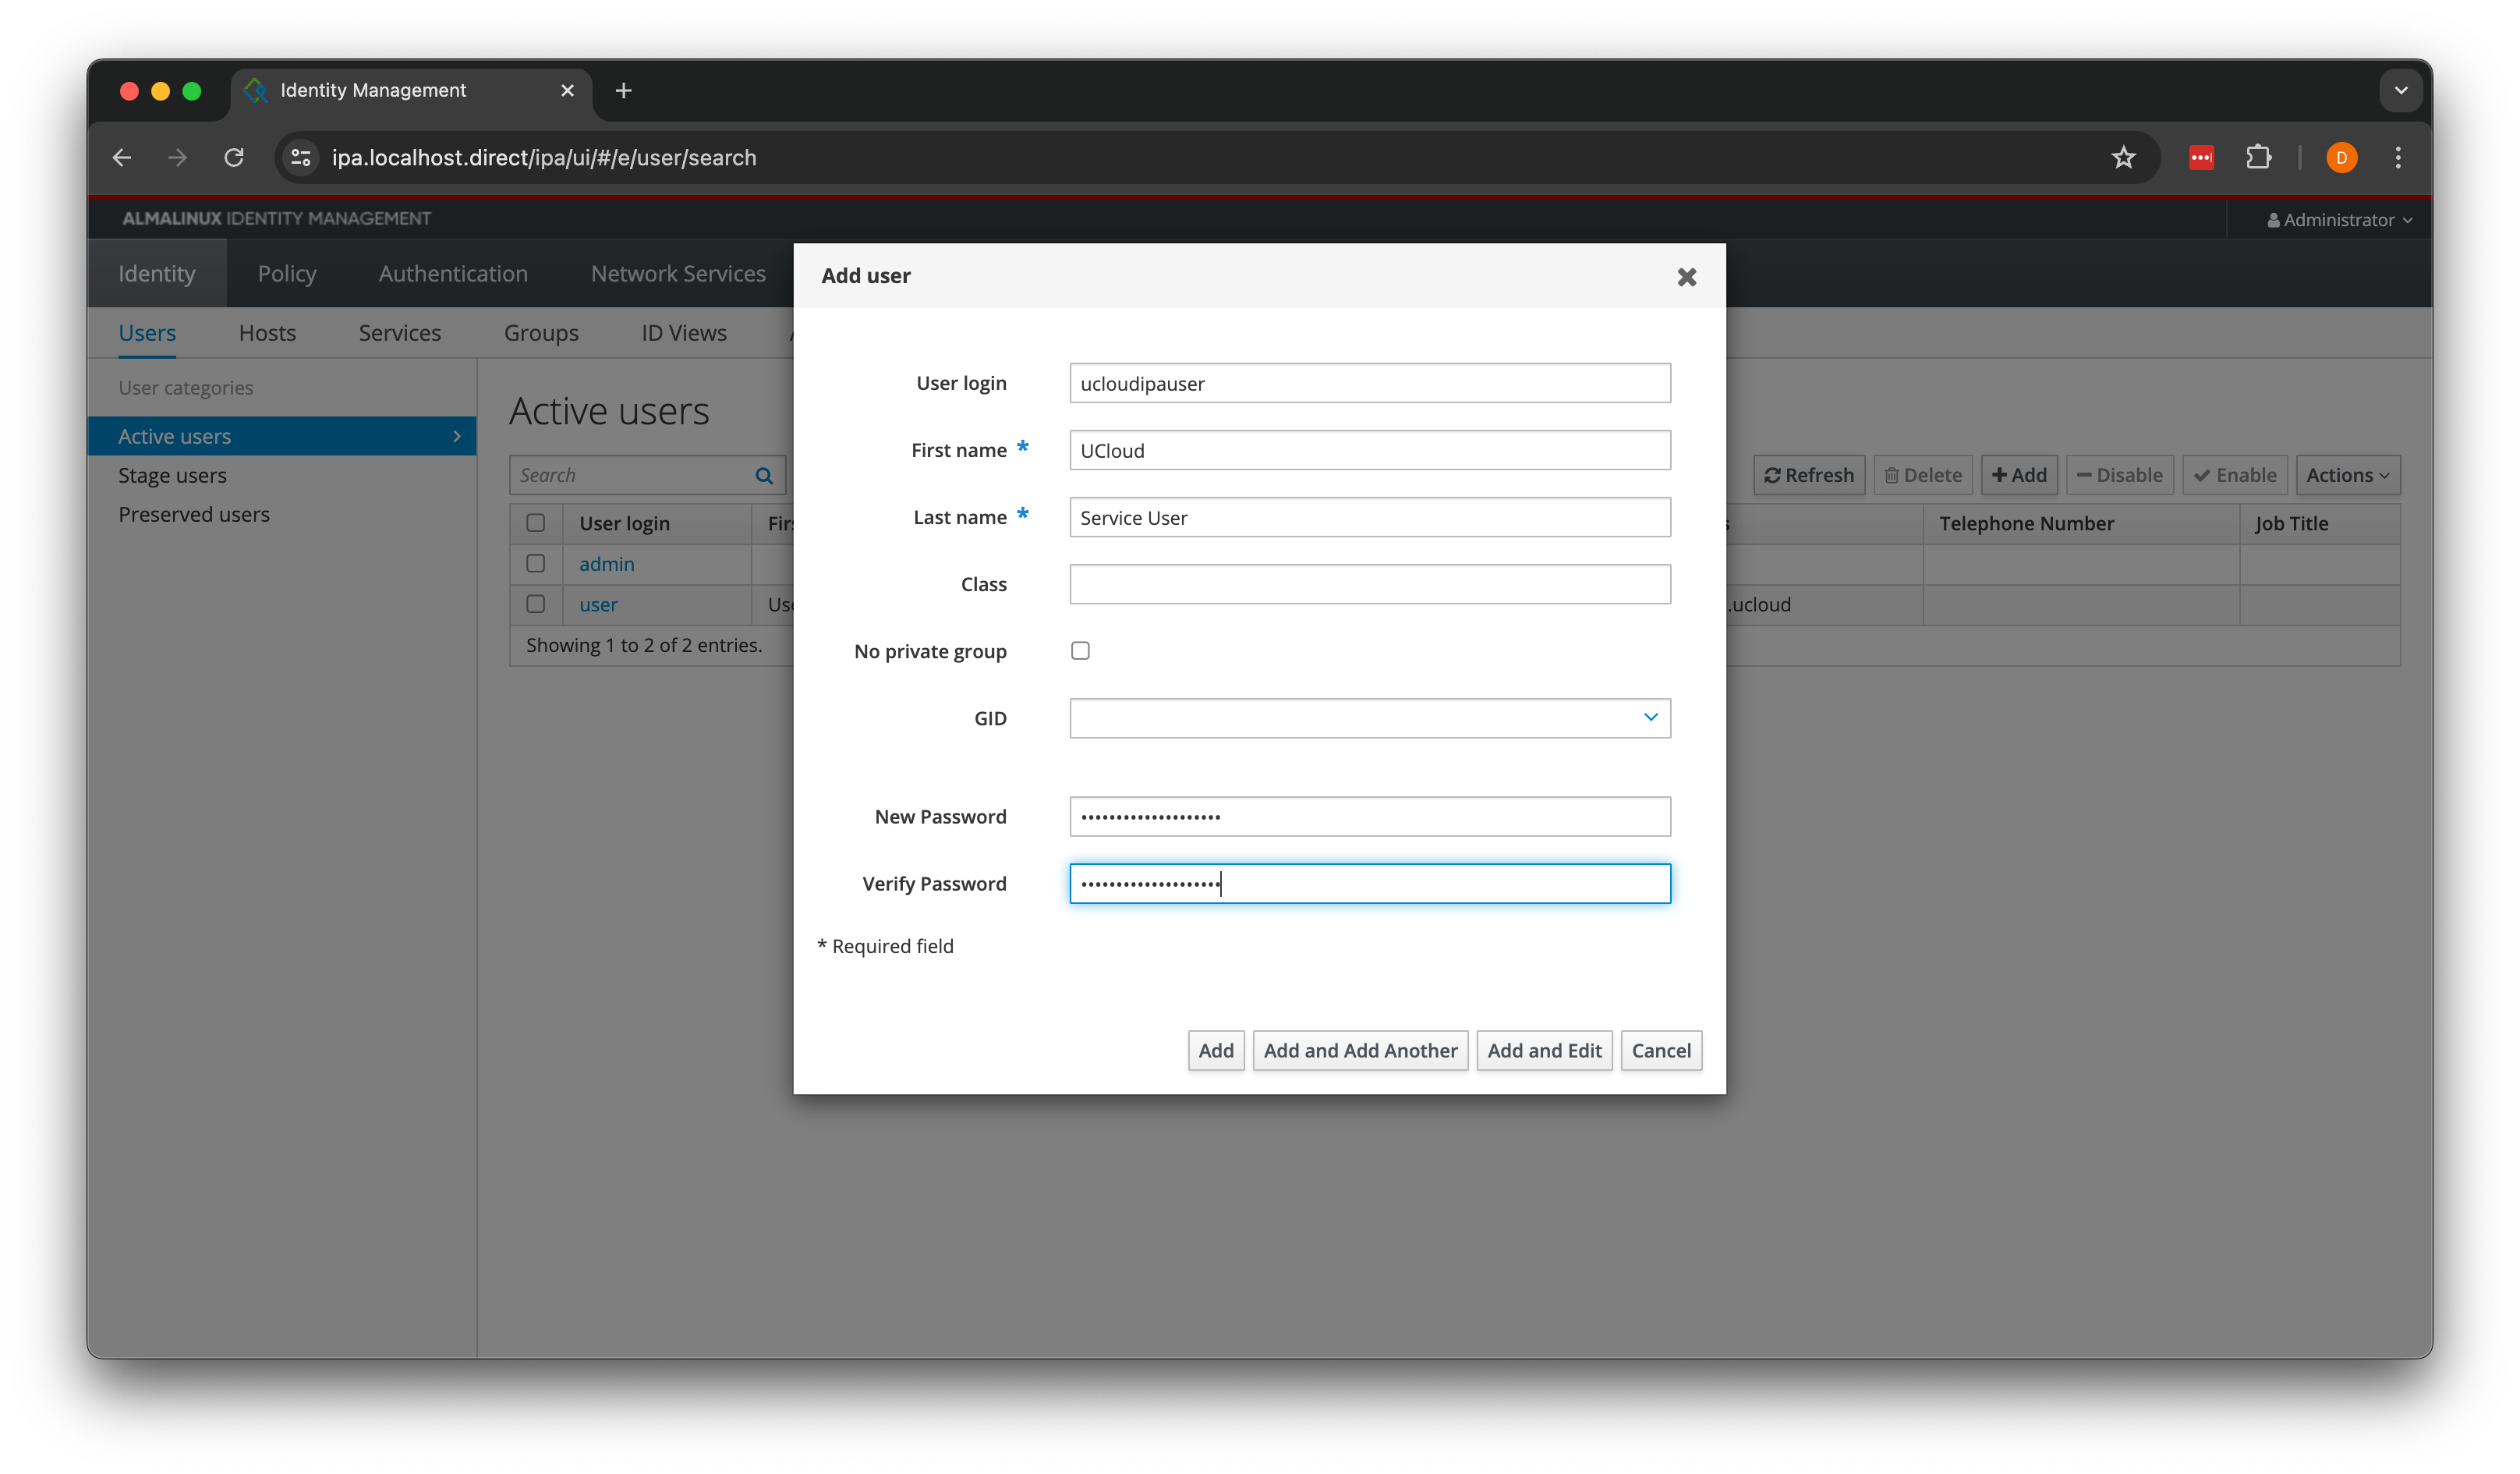 Identity Management
ipa.localhost.direct/ipa/ui/#/e/user/search
D
ALMALINUX IDENTITY MANAGEMENT
Administrator
Identity Policy Authentication Network Services
Users Hosts Services Groups ID Views
User categories
Active users
Stage users
Preserved users
Active users
Search
Refresh Delete Add Disable Enable Actions
User login Telephone Number Job Title
admin
user .ucloud
Showing 1 to 2 of 2 entries.
Add user
User login ucloudipauser
First name * UCloud
Last name * Service User
Class
No private group
GID
New Password ••••••••••••••••••••
Verify Password ••••••••••••••••••••
* Required field
Add Add and Add Another Add and Edit Cancel